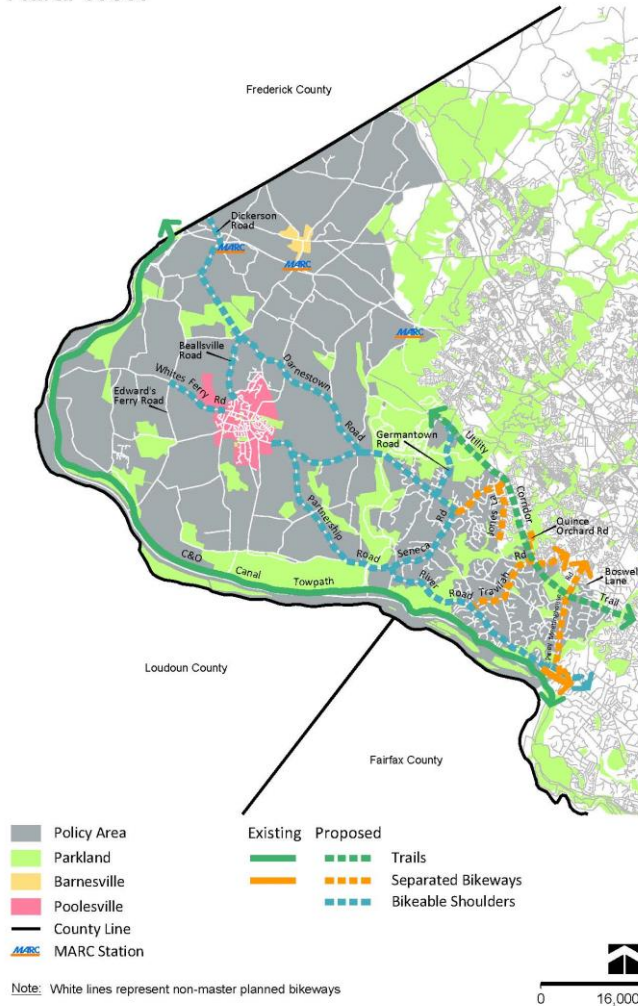 Frederick County
Dickerson
Road
MARC
MARC
MARC
Beallsville
Road
Whites Ferry Rd
Darnestown Road
Edward's
Ferry Road
Germantown
Road
Utility Corridor Trail
Quince
Orchard Rd
Partnership Road
Seneca Rd
River Road
Travilah Rd
Boswell
Lane
C&O Canal Towpath
Loudoun County
Fairfax County
Policy Area
Parkland
Barnesville
Poolesville
County Line
MARC MARC Station
Existing Proposed
Trails
Separated Bikeways
Bikeable Shoulders
Note: White lines represent non-master planned bikeways
0 16,000